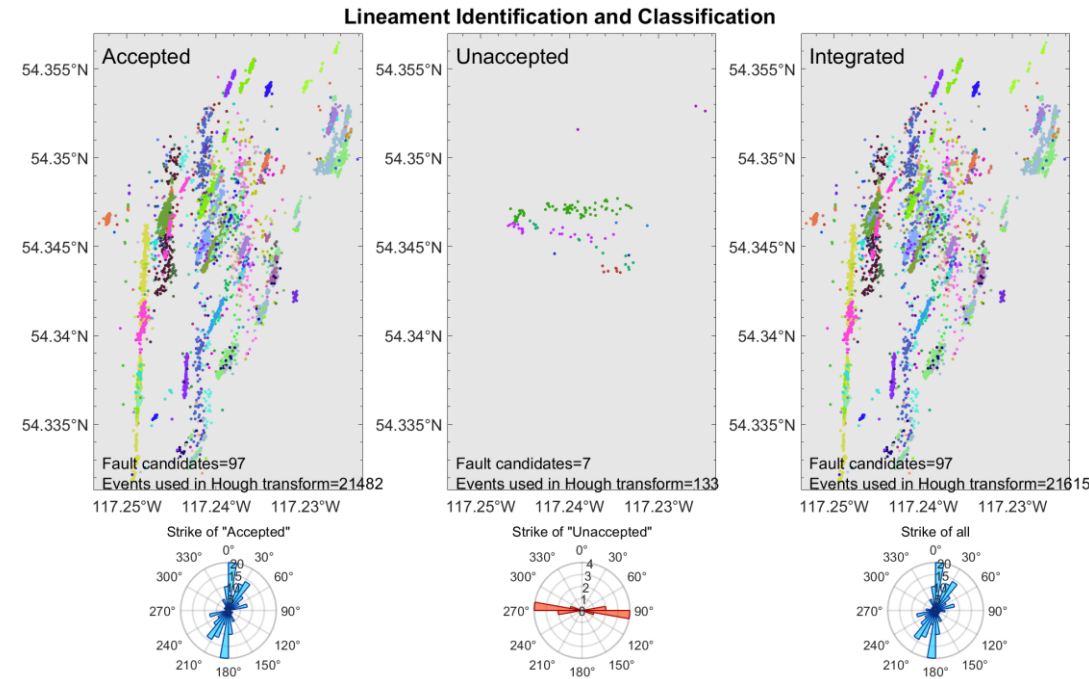 Lineament Identification and Classification
Accepted
Unaccepted
Integrated
54.355°N
54.35°N
54.345°N
54.34°N
54.335°N
Fault candidates=97
Events used in Hough transform=21482
117.25°W 117.24°W 117.23°W
54.355°N
54.35°N
54.345°N
54.34°N
54.335°N
Fault candidates=7
Events used in Hough transform=133
117.25°W 117.24°W 117.23°W
54.355°N
54.35°N
54.345°N
54.34°N
54.335°N
Fault candidates=97
Events used in Hough transform=21615
117.25°W 117.24°W 117.23°W
Strike of "Accepted"
0°
330° 30°
20
300° 15 60°
10
270° 90°
240° 120°
210° 150°
180°
Strike of "Unaccepted"
0°
330° 30°
4
300° 3 60°
2
1
270° 0 90°
240° 120°
210° 150°
180°
Strike of all
0°
330° 30°
20
300° 15 60°
10
270° 90°
240° 120°
210° 150°
180°